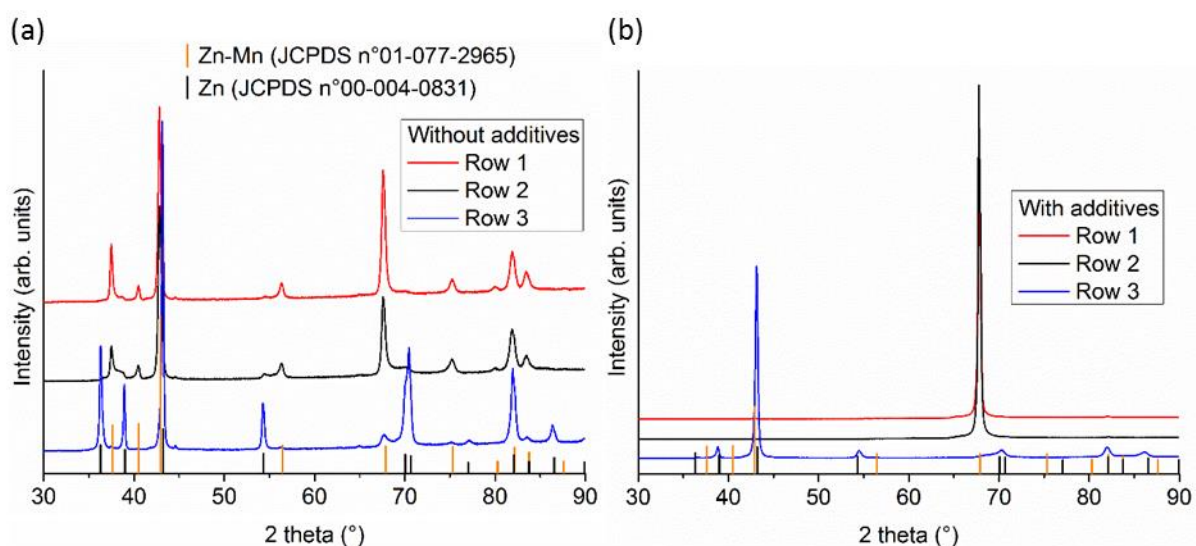 (a)
Zn-Mn (JCPDS n°01-077-2965)
Zn (JCPDS n°00-004-0831)
Without additives
Row 1
Row 2
Row 3
Intensity (arb. units)
30 40 50 60 70 80 90
2 theta (°)
(b)
With additives
Row 1
Row 2
Row 3
Intensity (arb. units)
30 40 50 60 70 80 90
2 theta (°)